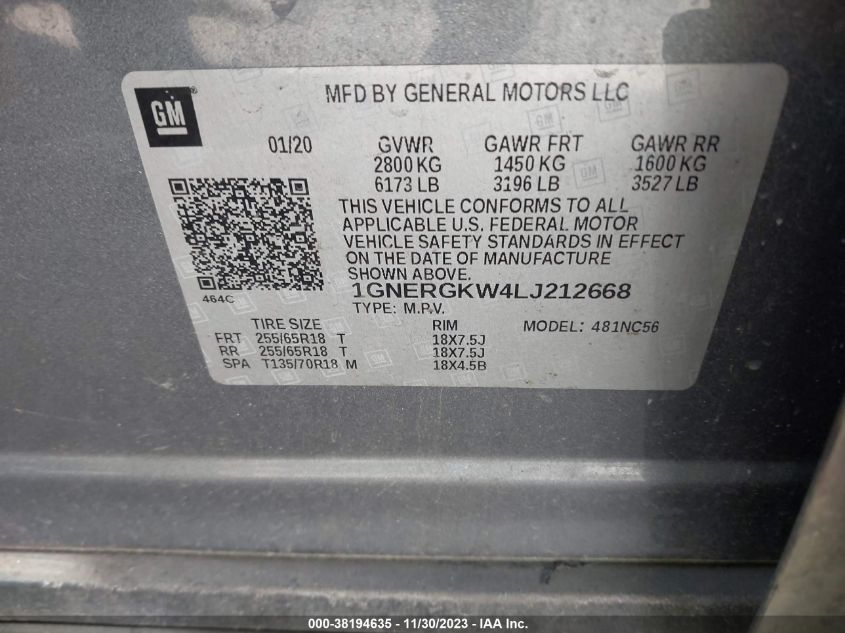 GM
MFD BY GENERAL MOTORS LLC
01/20 GVWR GAWR FRT GAWR RR
2800 KG 1450 KG 1600 KG
6173 LB 3196 LB 3527 LB
THIS VEHICLE CONFORMS TO ALL
APPLICABLE U.S. FEDERAL MOTOR
VEHICLE SAFETY STANDARDS IN EFFECT
ON THE DATE OF MANUFACTURE
SHOWN ABOVE.
464C 1GNERGKW4LJ212668
TYPE: M.P.V.
TIRE SIZE RIM MODEL: 481NC56
FRT 255/65R18 T 18X7.5J
RR 255/65R18 T 18X7.5J
SPA T135/70R18 M 18X4.5B
000-38194635 - 11/30/2023 - IAA Inc.